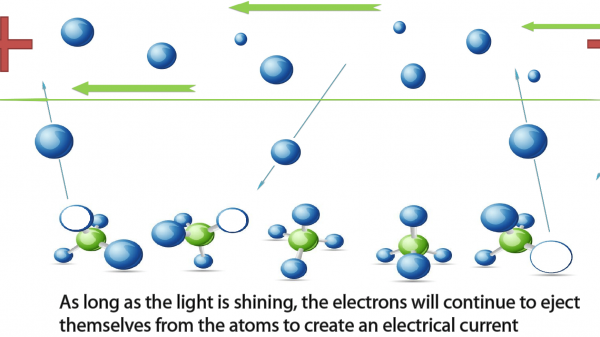 As long as the light is shining, the electrons will continue to eject
themselves from the atoms to create an electrical current